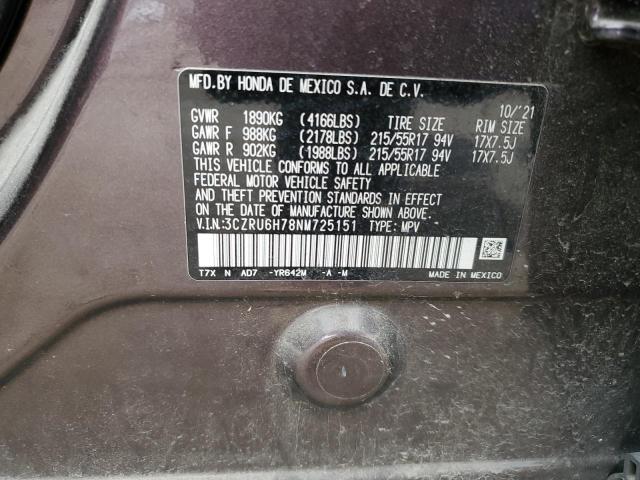 MFD.BY HONDA DE MEXICO S.A. DE C.V.
10/'21
GVWR 1890KG (4166LBS) TIRE SIZE RIM SIZE
GAWR F 988KG (2178LBS) 215/55R17 94V 17X7.5J
GAWR R 902KG (1988LBS) 215/55R17 94V 17X7.5J
THIS VEHICLE CONFORMS TO ALL APPLICABLE
FEDERAL MOTOR VEHICLE SAFETY
AND THEFT PREVENTION STANDARDS IN EFFECT
ON THE DATE OF MANUFACTURE SHOWN ABOVE.
V.I.N:3CZRU6H78NM725151 TYPE: MPV
T7X N AD7 -YR642M -A -M MADE IN MEXICO